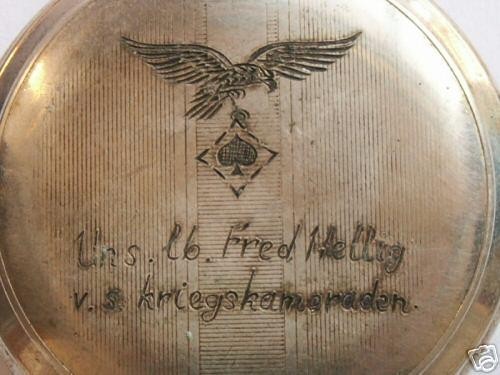 Uns. lb. Fred Hellig
v. s. kriegskameraden.